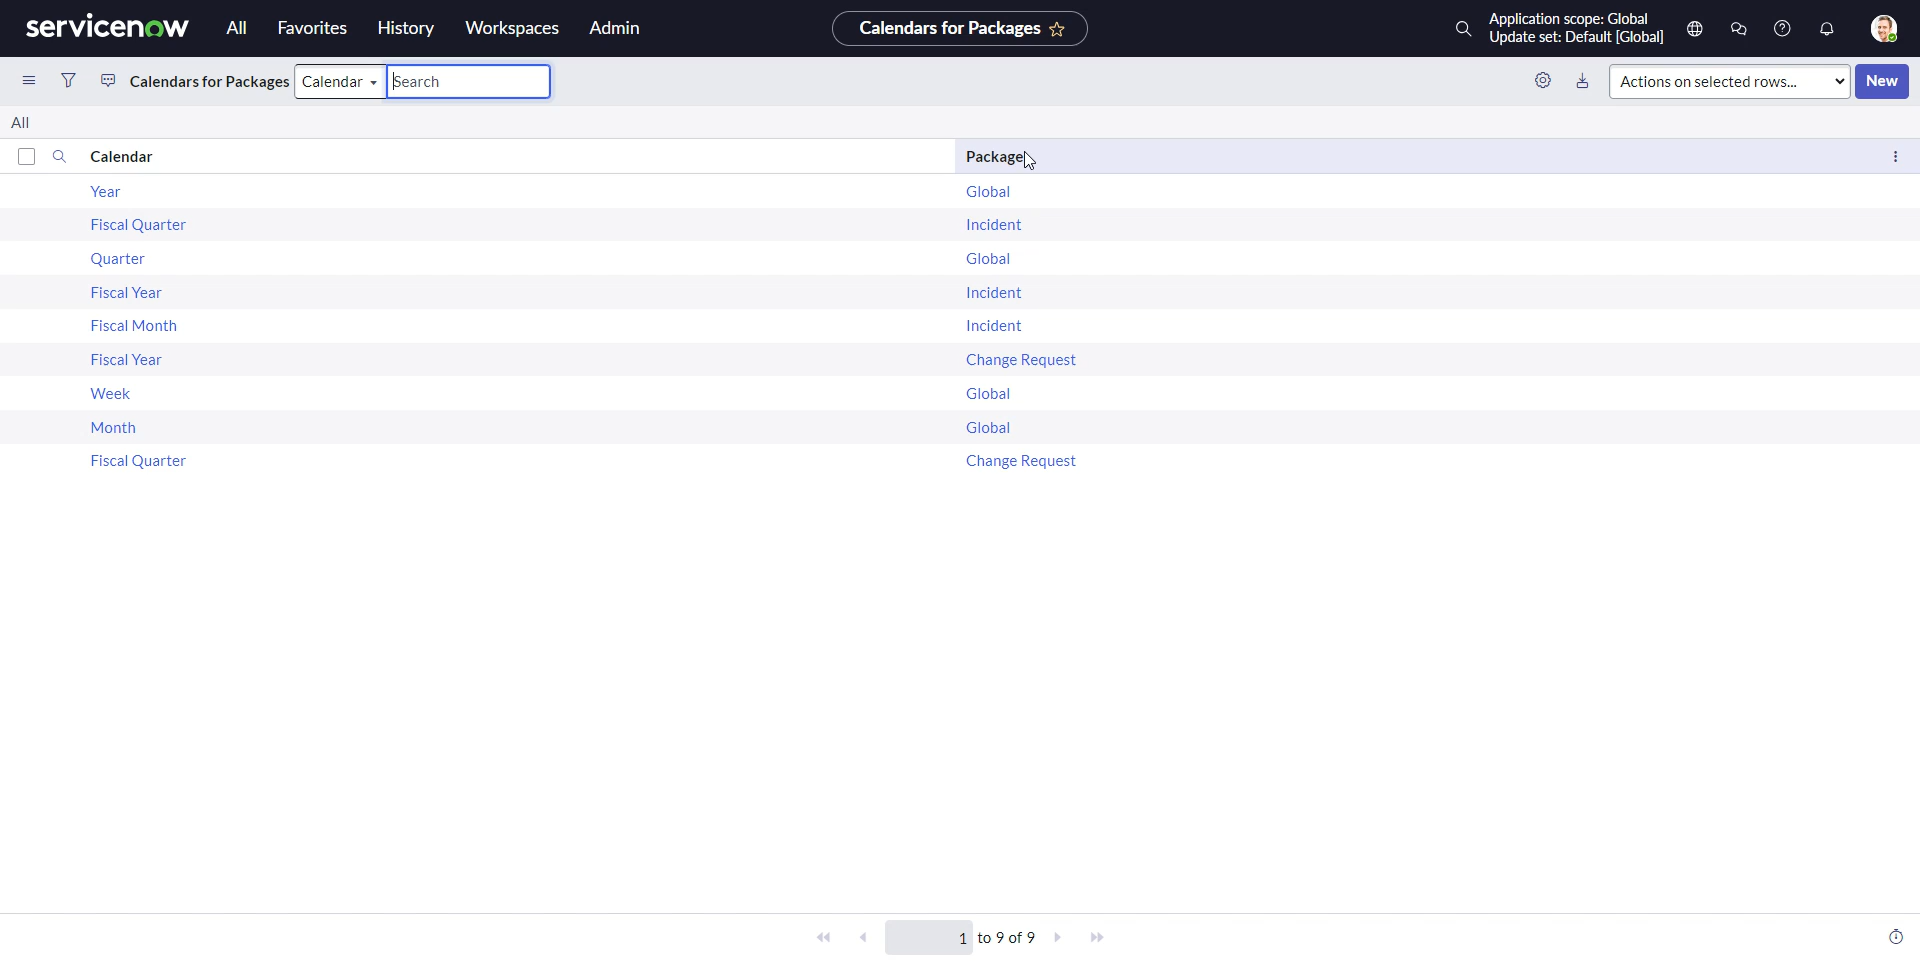 servicenow All Favorites History Workspaces Admin Calendars for Packages Application scope: Global
Update set: Default [Global]
Calendars for Packages Calendar Search Actions on selected rows... New
All
Calendar Package
Year Global
Fiscal Quarter Incident
Quarter Global
Fiscal Year Incident
Fiscal Month Incident
Fiscal Year Change Request
Week Global
Month Global
Fiscal Quarter Change Request
1 to 9 of 9